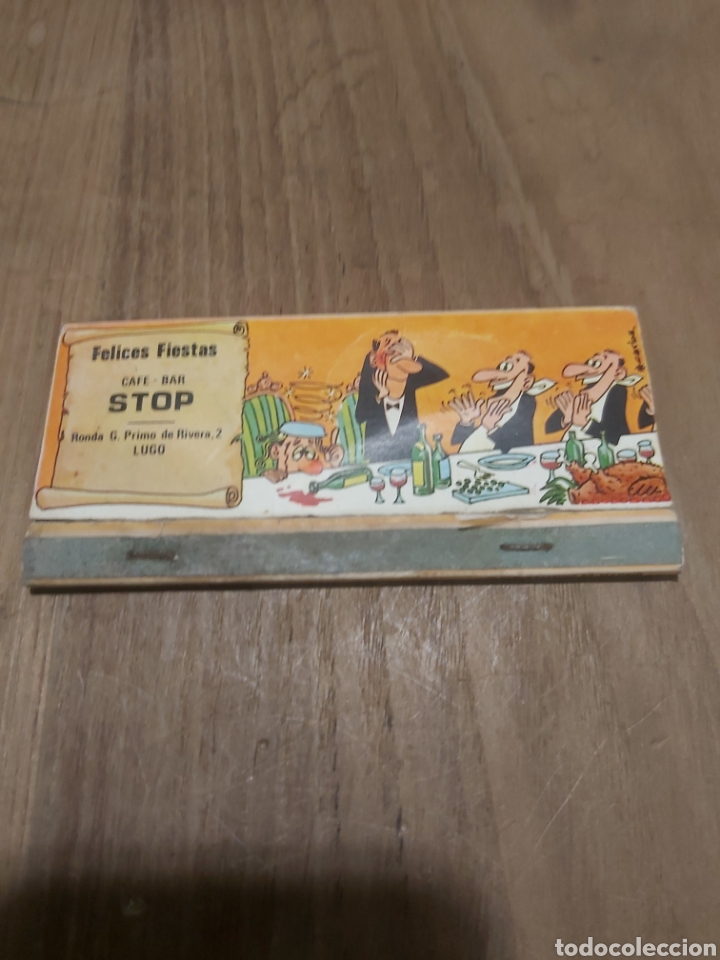 Felices Fiestas
CAFE - BAR
STOP
Ronda G. Primo de Rivera, 2
LUGO
todocoleccion